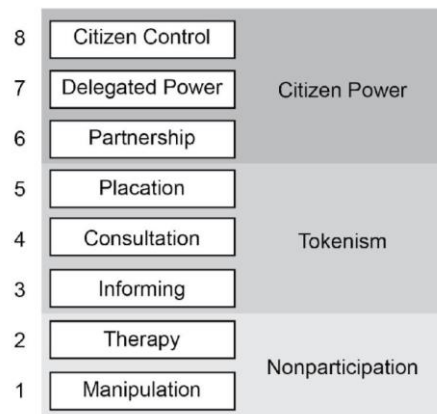 8 Citizen Control
7 Delegated Power Citizen Power
6 Partnership
5 Placation
4 Consultation Tokenism
3 Informing
2 Therapy
Nonparticipation
1 Manipulation